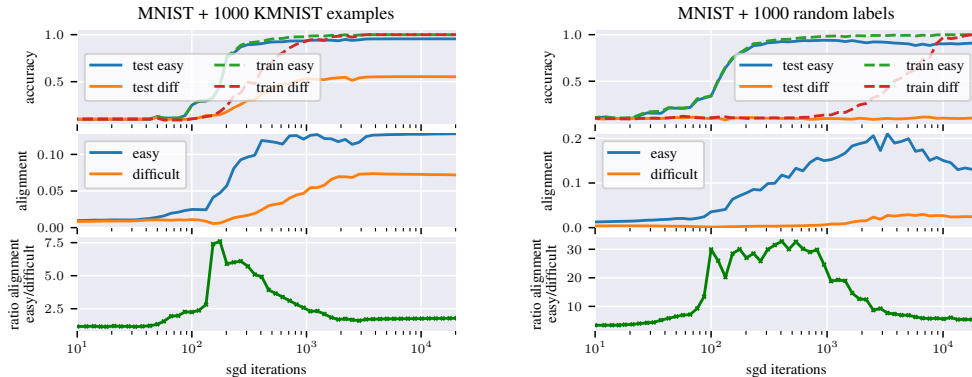 MNIST + 1000 KMNIST examples
1.0
0.5
accuracy
test easy
test diff
train easy
train diff
0.10
0.05
0.00
alignment
easy
difficult
7.5
5.0
2.5
ratio alignment
easy/difficult
10^1
10^2
10^3
10^4
sgd iterations
MNIST + 1000 random labels
1.0
0.5
accuracy
test easy
test diff
train easy
train diff
0.2
0.1
0.0
alignment
easy
difficult
30
20
10
ratio alignment
easy/difficult
10^1
10^2
10^3
10^4
sgd iterations